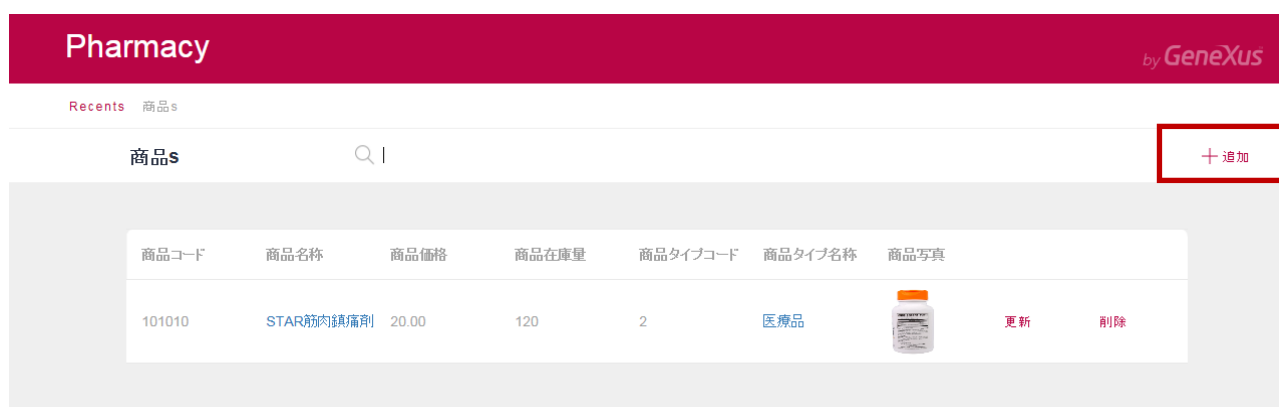 Pharmacy
by GeneXus
Recents 商品s
商品s
追加
商品コード 商品名称 商品価格 商品在庫量 商品タイプコード 商品タイプ名称 商品写真
101010 STAR筋肉鎮痛剤 20.00 120 2 医療品 更新 削除